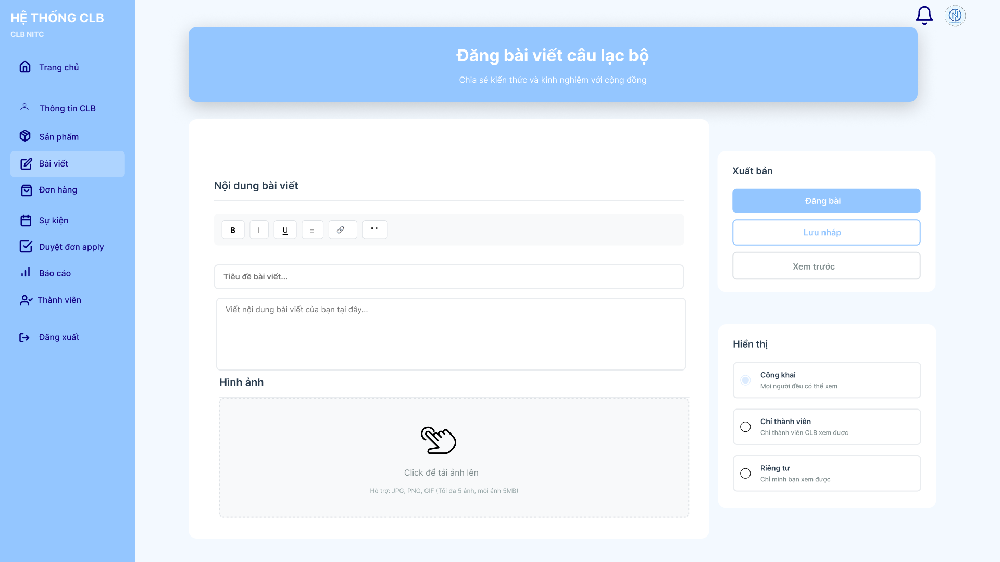 HỆ THỐNG CLB
CLB NITC
Trang chủ
Thông tin CLB
Sản phẩm
Bài viết
Đơn hàng
Sự kiện
Duyệt đơn apply
Báo cáo
Thành viên
Đăng xuất
Đăng bài viết câu lạc bộ
Chia sẻ kiến thức và kinh nghiệm với cộng đồng
Nội dung bài viết
B I U ≡ 🔗 " "
Tiêu đề bài viết...
Viết nội dung bài viết của bạn tại đây...
Hình ảnh
Click để tải ảnh lên
Hỗ trợ: JPG, PNG, GIF (Tối đa 5 ảnh, mỗi ảnh 5MB)
Xuất bản
Đăng bài
Lưu nháp
Xem trước
Hiển thị
Công khai
Mọi người đều có thể xem
Chỉ thành viên
Chỉ thành viên CLB xem được
Riêng tư
Chỉ mình bạn xem được